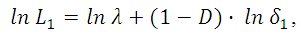 ln L₁ = ln λ + (1 − D) · ln δ₁,